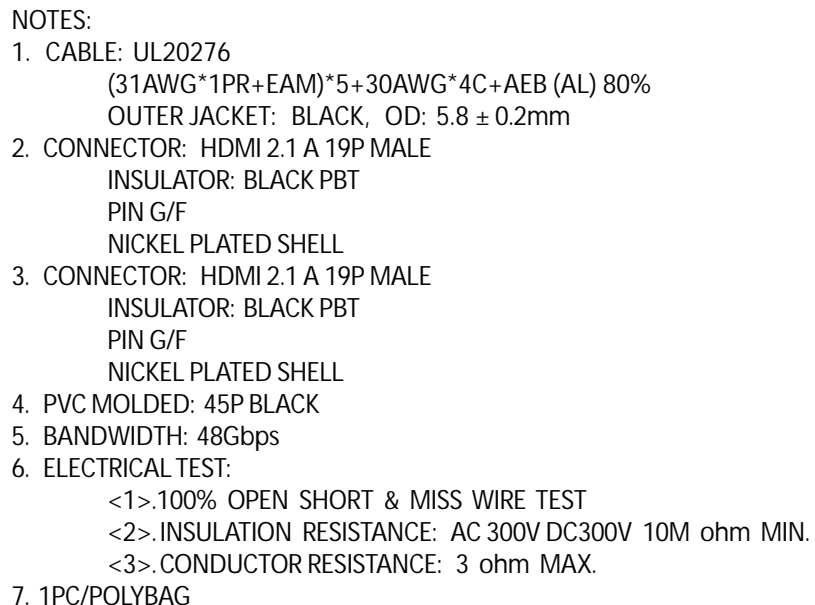 NOTES:
1. CABLE: UL20276
(31AWG*1PR+EAM)*5+30AWG*4C+AEB (AL) 80%
OUTER JACKET: BLACK, OD: 5.8 ± 0.2mm
2. CONNECTOR: HDMI 2.1 A 19P MALE
INSULATOR: BLACK PBT
PIN G/F
NICKEL PLATED SHELL
3. CONNECTOR: HDMI 2.1 A 19P MALE
INSULATOR: BLACK PBT
PIN G/F
NICKEL PLATED SHELL
4. PVC MOLDED: 45P BLACK
5. BANDWIDTH: 48Gbps
6. ELECTRICAL TEST:
<1>.100% OPEN SHORT & MISS WIRE TEST
<2>.INSULATION RESISTANCE: AC 300V DC300V 10M ohm MIN.
<3>.CONDUCTOR RESISTANCE: 3 ohm MAX.
7. 1PC/POLYBAG